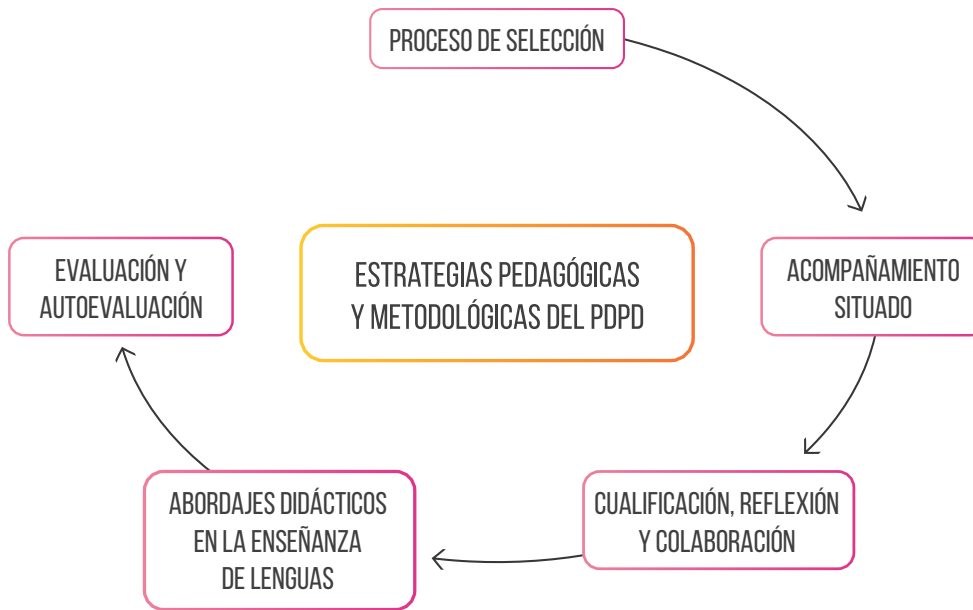 PROCESO DE SELECCIÓN
ACOMPAÑAMIENTO
SITUADO
CUALIFICACIÓN, REFLEXIÓN
Y COLABORACIÓN
ABORDAJES DIDÁCTICOS
EN LA ENSEÑANZA
DE LENGUAS
EVALUACIÓN Y
AUTOEVALUACIÓN
ESTRATEGIAS PEDAGÓGICAS
Y METODOLÓGICAS DEL PDPD